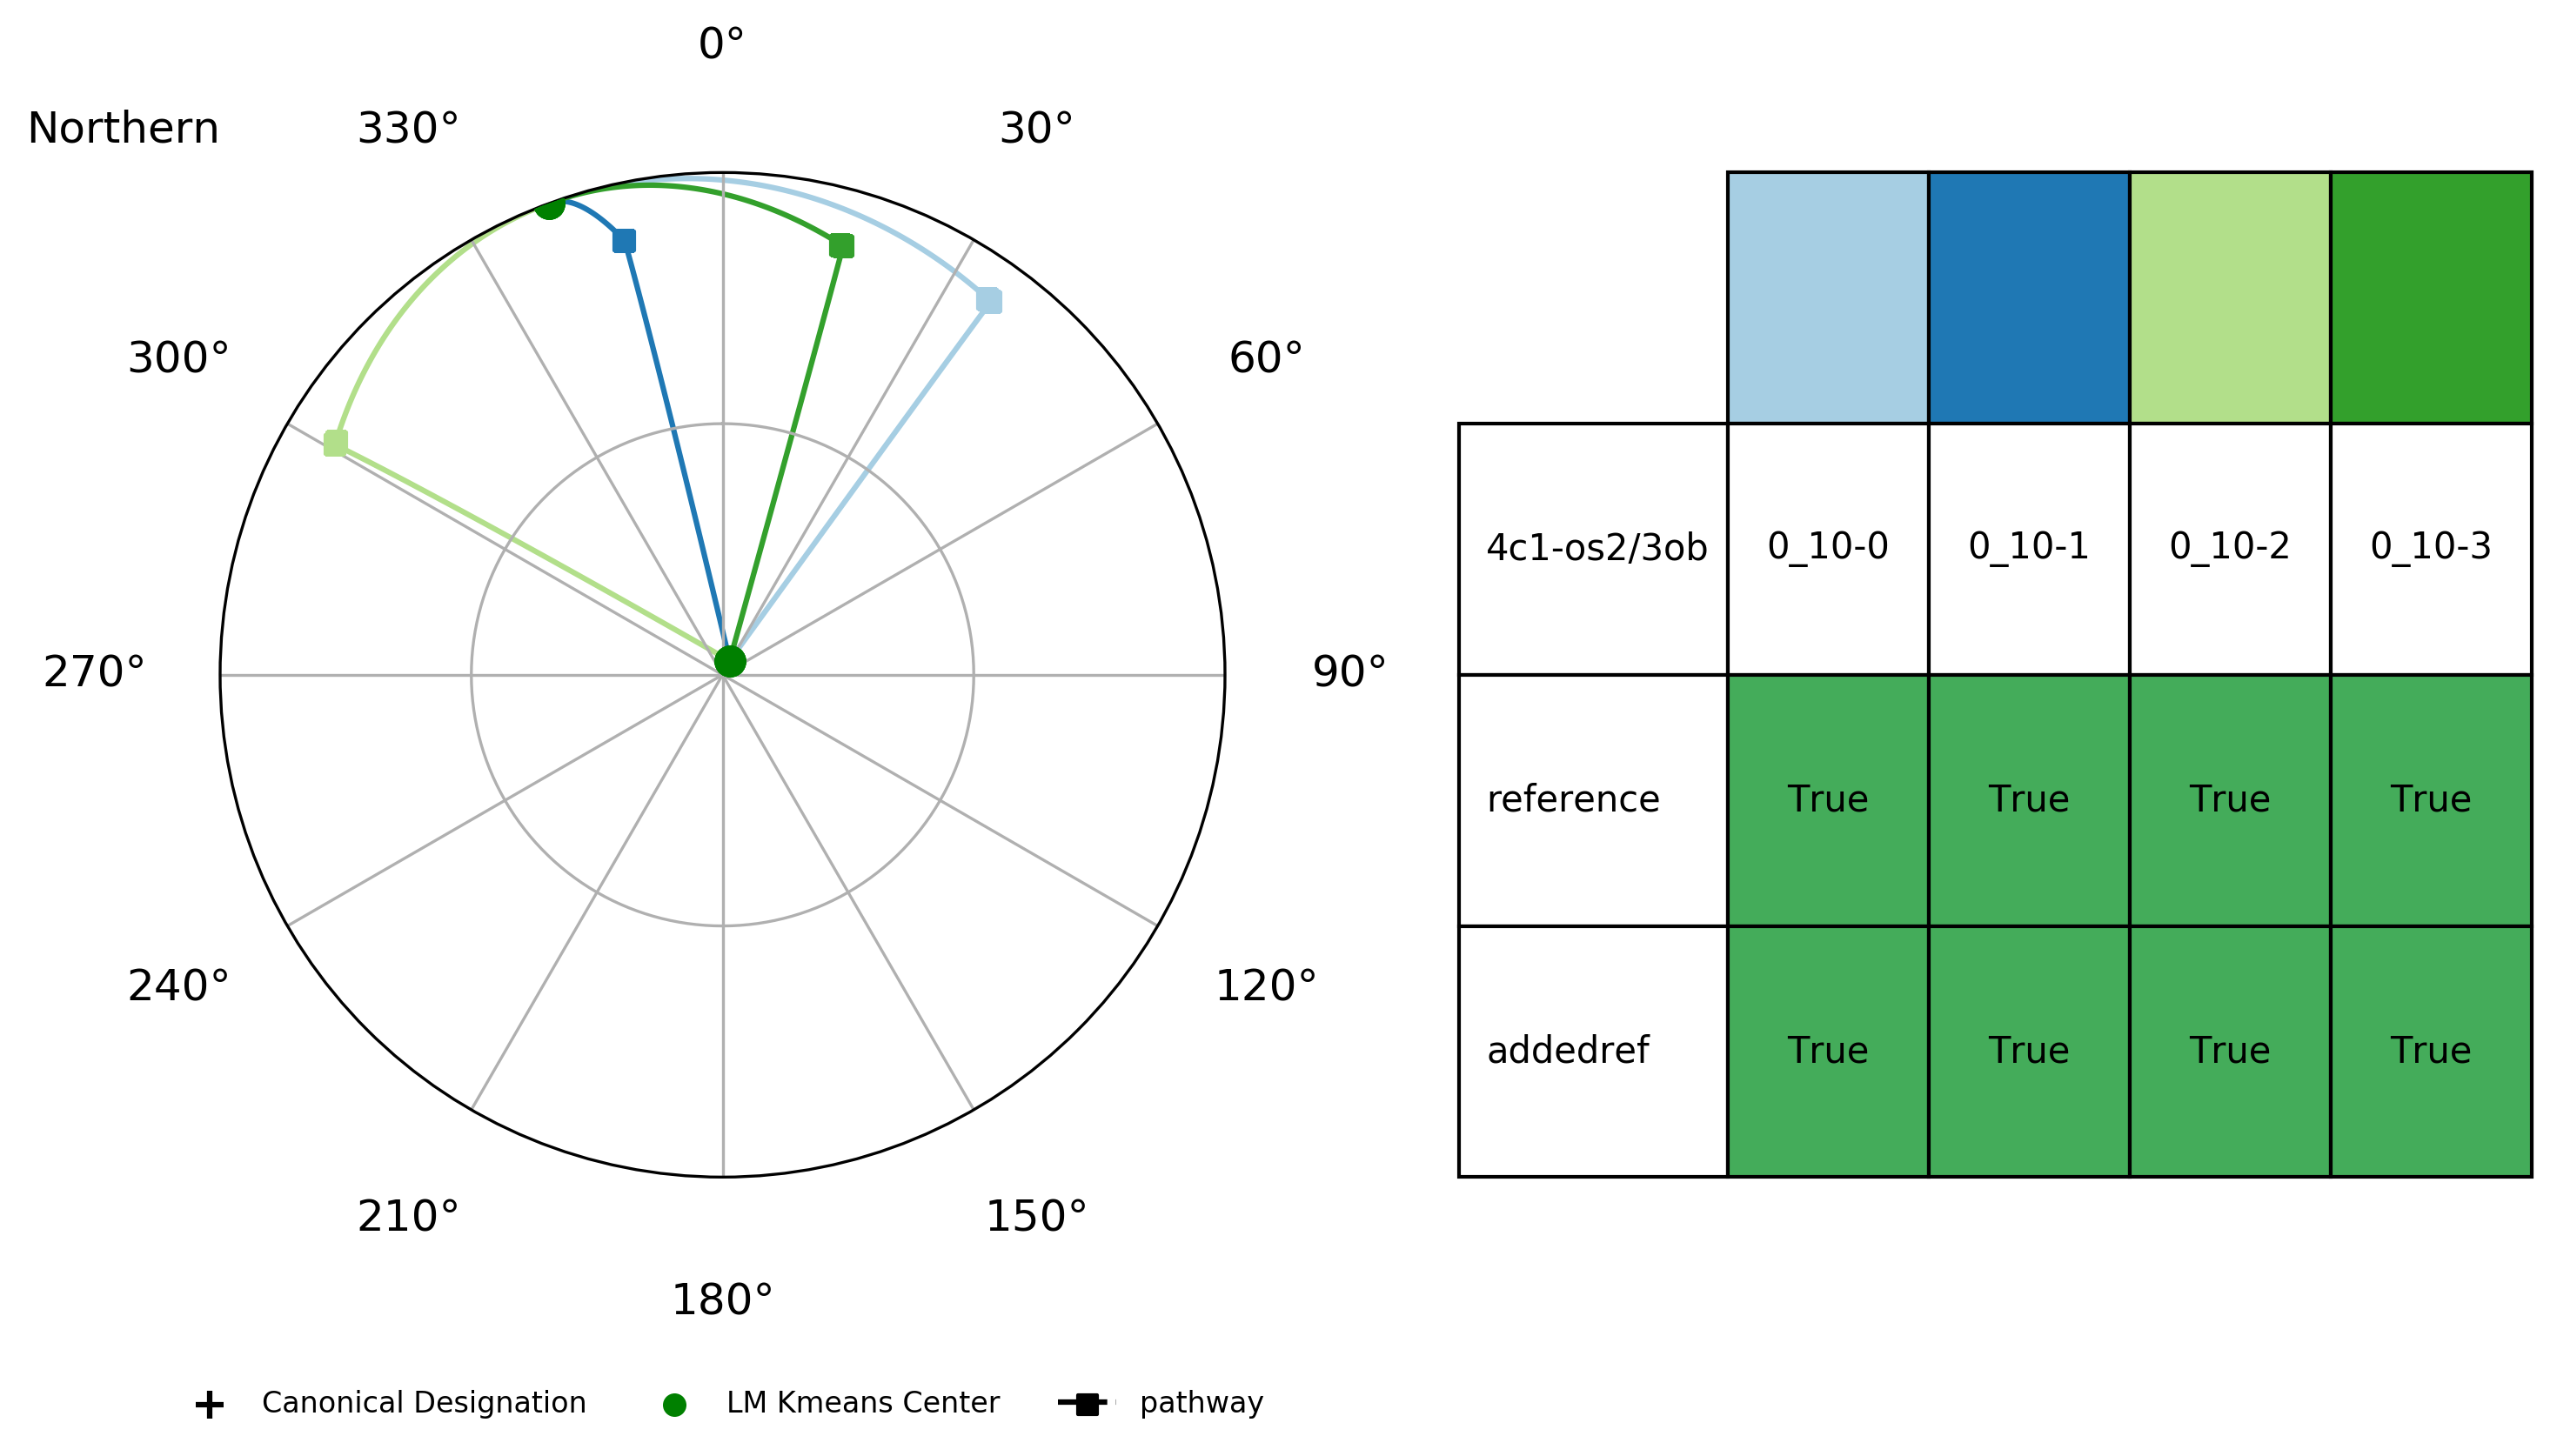 0°
Northern
330°
30°
300°
60°
270°
90°
240°
120°
210°
150°
180°
4c1-os2/3ob 0_10-0 0_10-1 0_10-2 0_10-3
reference True True True True
addedref True True True True
Canonical Designation
LM Kmeans Center
pathway